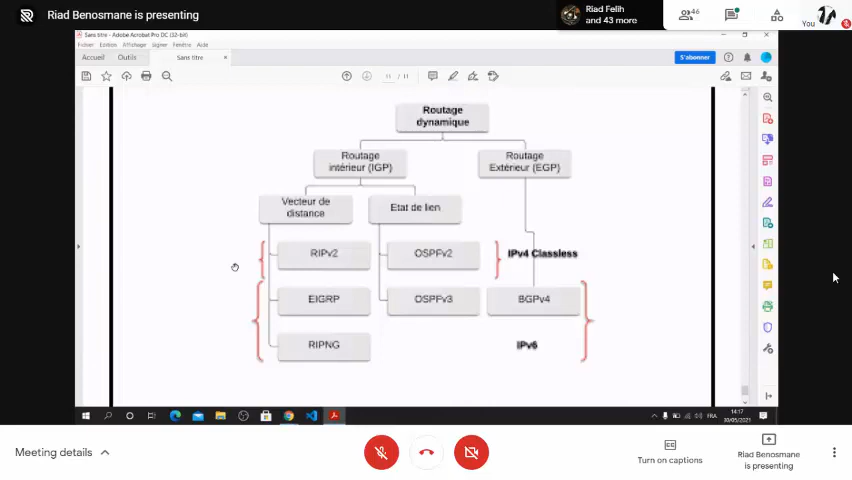 Riad Benosmane is presenting
Riad Felih
and 43 more
46
You
Sans titre - Adobe Acrobat Pro DC (32-bit)
Fichier Edition Affichage Signer Fenêtre Aide
Accueil Outils Sans titre
S'abonner
11 / 11
Routage
dynamique
Routage
intérieur (IGP)
Routage
Extérieur (EGP)
Vecteur de
distance
Etat de lien
RIPv2
OSPFv2
IPv4 Classless
EIGRP
OSPFv3
BGPv4
RIPNG
IPv6
FRA
14:17
30/05/2021
Meeting details
Turn on captions
Riad Benosmane
is presenting